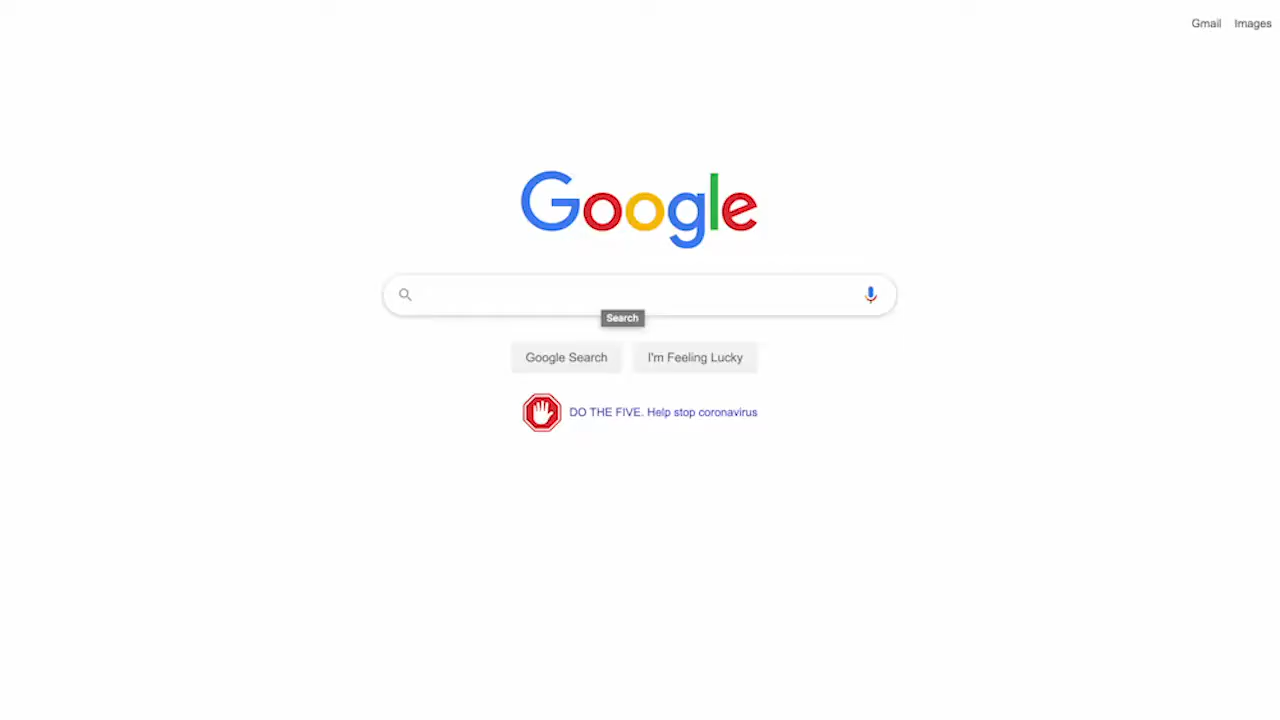 Gmail Images
Google
Search
Google Search I'm Feeling Lucky
DO THE FIVE. Help stop coronavirus